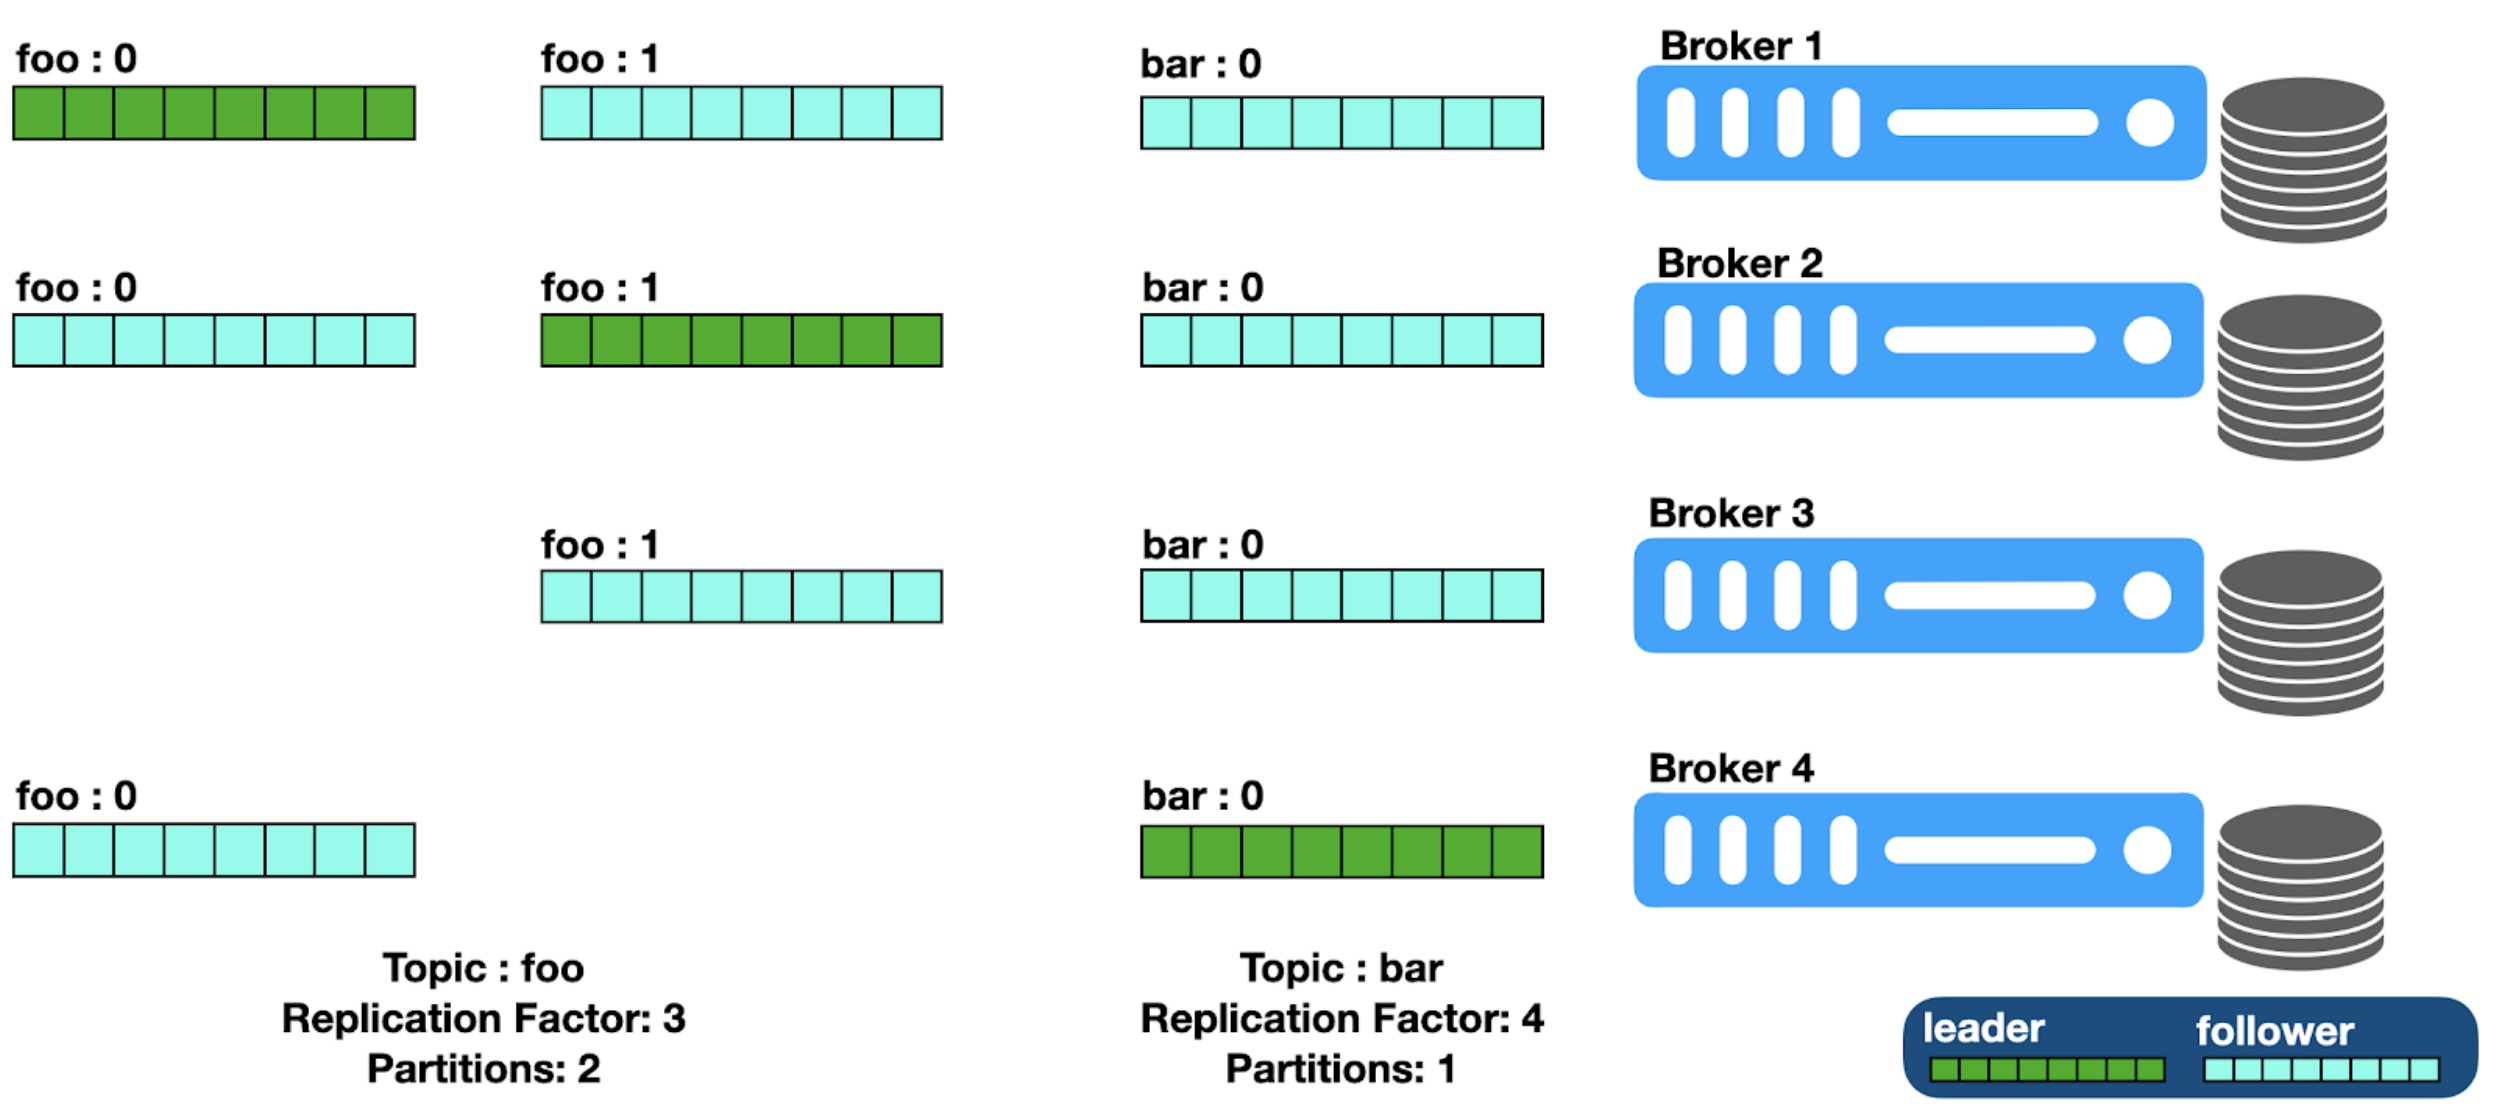 foo : 0
foo : 1
bar : 0
Broker 1
foo : 0
foo : 1
bar : 0
Broker 2
foo : 1
bar : 0
Broker 3
foo : 0
bar : 0
Broker 4
Topic : foo
Replication Factor: 3
Partitions: 2
Topic : bar
Replication Factor: 4
Partitions: 1
leader
follower